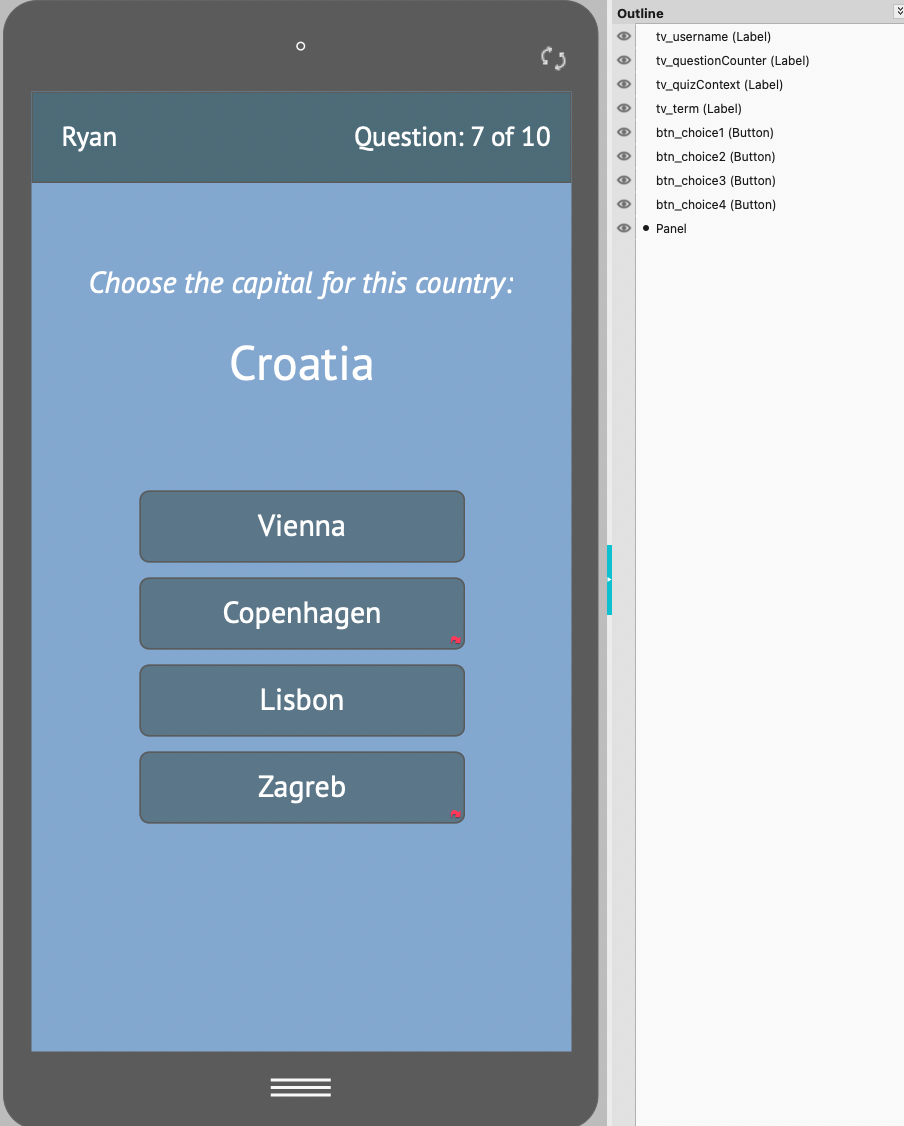 Ryan
Question: 7 of 10
Choose the capital for this country:
Croatia
Vienna
Copenhagen
Lisbon
Zagreb
Outline
tv_username (Label)
tv_questionCounter (Label)
tv_quizContext (Label)
tv_term (Label)
btn_choice1 (Button)
btn_choice2 (Button)
btn_choice3 (Button)
btn_choice4 (Button)
Panel